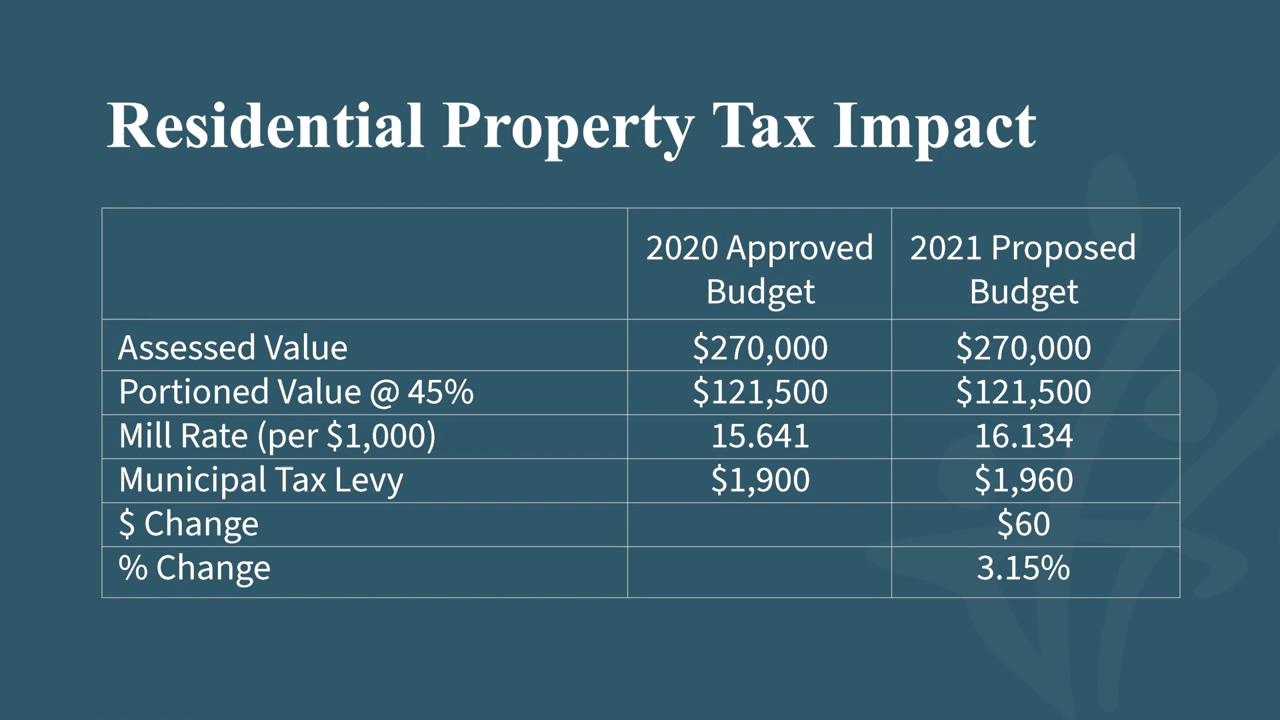 Residential Property Tax Impact
2020 Approved Budget 2021 Proposed Budget
Assessed Value $270,000 $270,000
Portioned Value @ 45% $121,500 $121,500
Mill Rate (per $1,000) 15.641 16.134
Municipal Tax Levy $1,900 $1,960
$ Change $60
% Change 3.15%